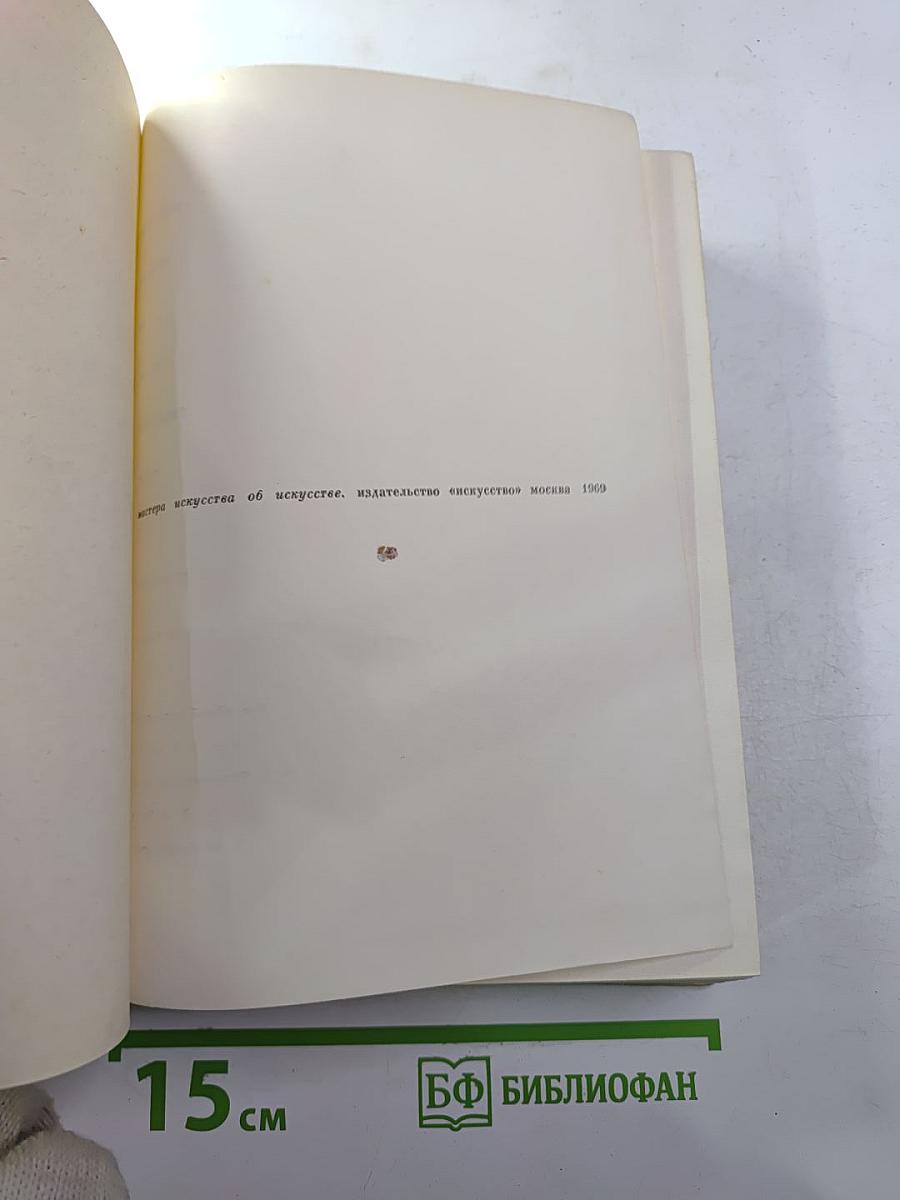 мастера искусства об искусстве. издательство «искусство» москва 1969
15 см
БФ БИБЛИОФАН